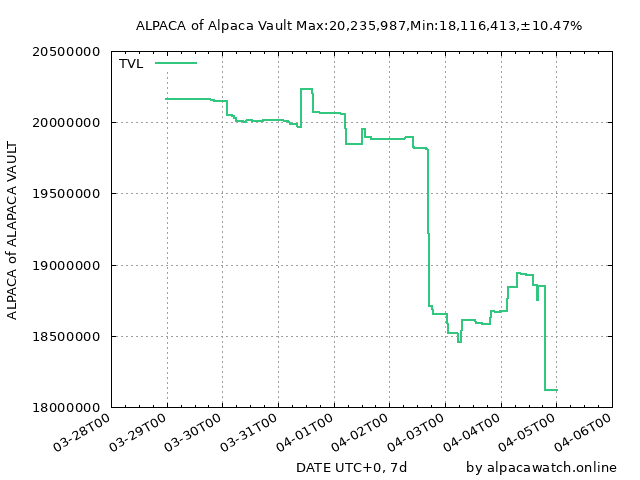 ALPACA of Alpaca Vault Max:20,235,987,Min:18,116,413,±10.47%
TVL
ALPACA of ALAPACA VAULT
20500000
20000000
19500000
19000000
18500000
18000000
03-28T00
03-29T00
03-30T00
03-31T00
04-01T00
04-02T00
04-03T00
04-04T00
04-05T00
04-06T00
DATE UTC+0, 7d
by alpacawatch.online